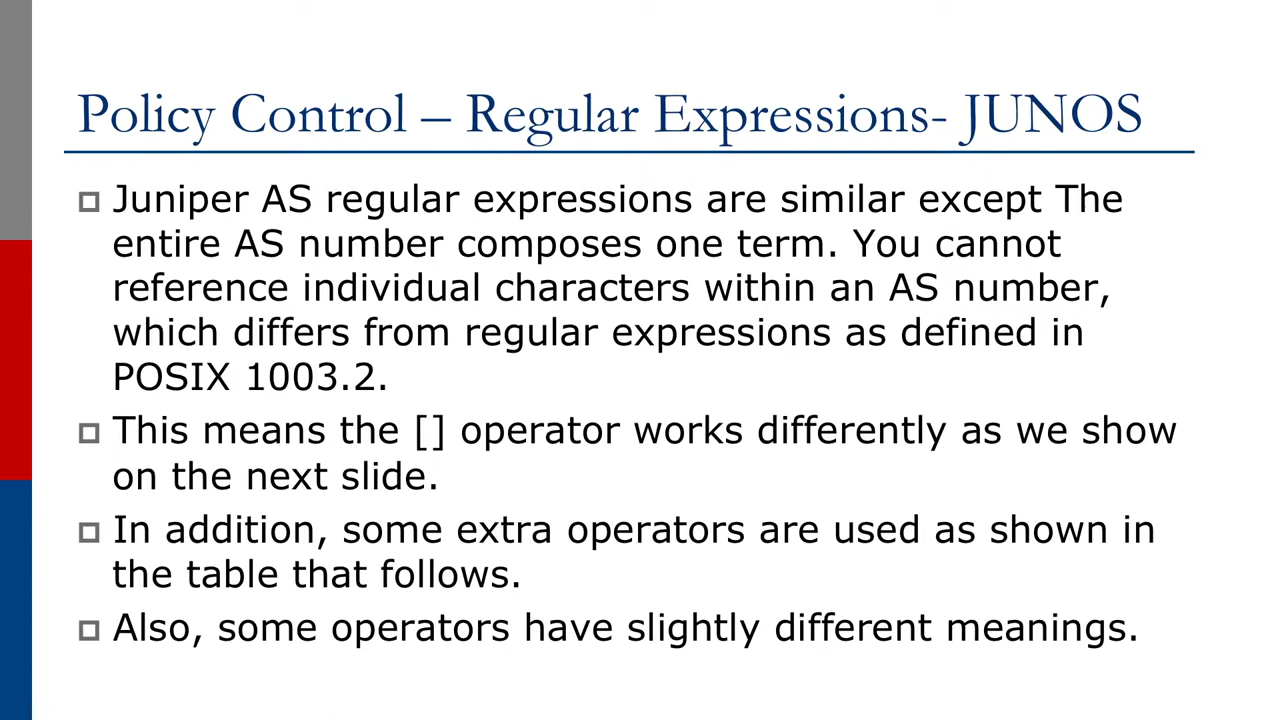 Policy Control – Regular Expressions- JUNOS
Juniper AS regular expressions are similar except The
entire AS number composes one term. You cannot
reference individual characters within an AS number,
which differs from regular expressions as defined in
POSIX 1003.2.
This means the [] operator works differently as we show
on the next slide.
In addition, some extra operators are used as shown in
the table that follows.
Also, some operators have slightly different meanings.